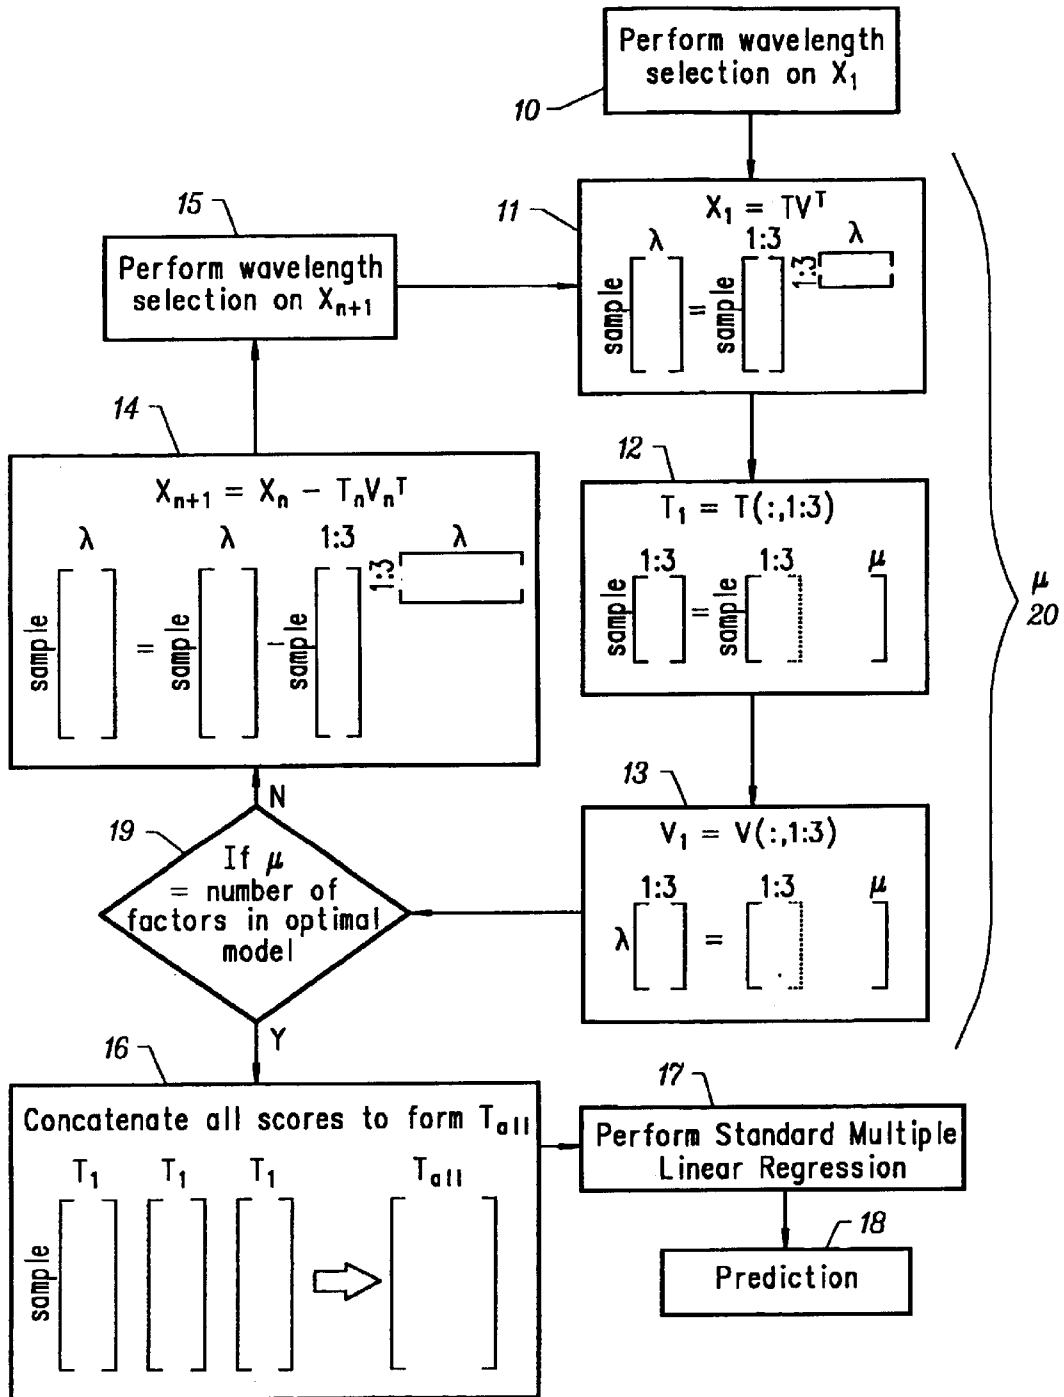 Perform wavelength
selection on X₁
10
11
X₁ = TVᵀ
λ 1:3 λ
sample = sample 1:3
15
Perform wavelength
selection on Xₙ₊₁
14
Xₙ₊₁ = Xₙ − TₙVₙᵀ
λ λ 1:3 λ
sample = sample − sample 1:3
12
T₁ = T(:,1:3)
1:3 1:3 μ
sample = sample
μ
20
13
V₁ = V(:,1:3)
1:3 1:3 μ
λ =
N
19
If μ
= number of
factors in optimal
model
Y
16
Concatenate all scores to form Tₐₗₗ
T₁ T₁ T₁ Tₐₗₗ
sample
17
Perform Standard Multiple
Linear Regression
18
Prediction